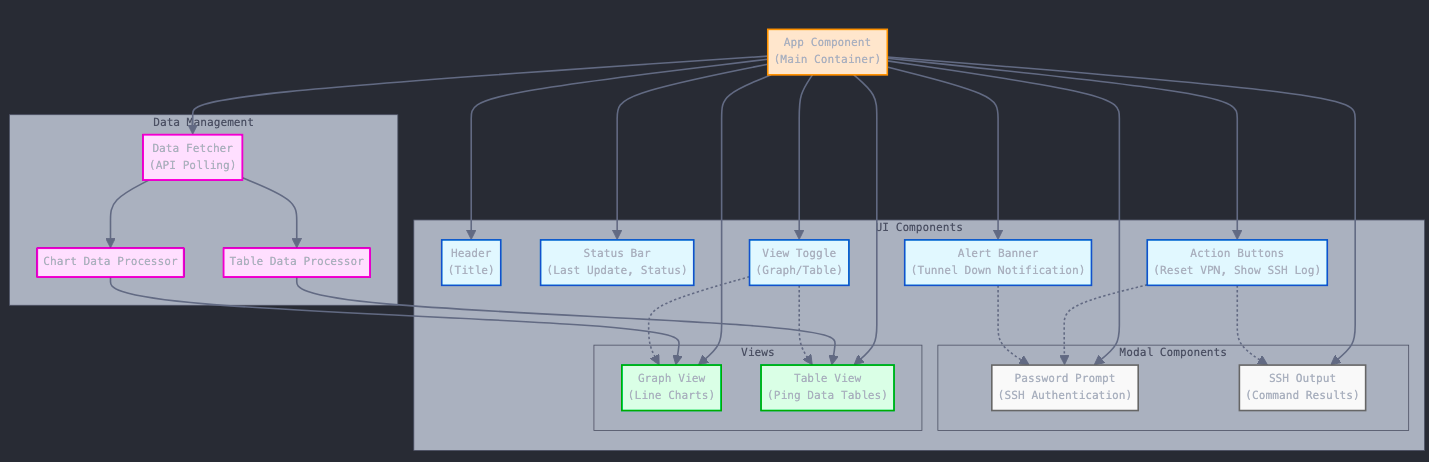 App Component
(Main Container)
Data Management
Data Fetcher
(API Polling)
Chart Data Processor
Table Data Processor
UI Components
Header
(Title)
Status Bar
(Last Update, Status)
View Toggle
(Graph/Table)
Alert Banner
(Tunnel Down Notification)
Action Buttons
(Reset VPN, Show SSH Log)
Views
Graph View
(Line Charts)
Table View
(Ping Data Tables)
Modal Components
Password Prompt
(SSH Authentication)
SSH Output
(Command Results)